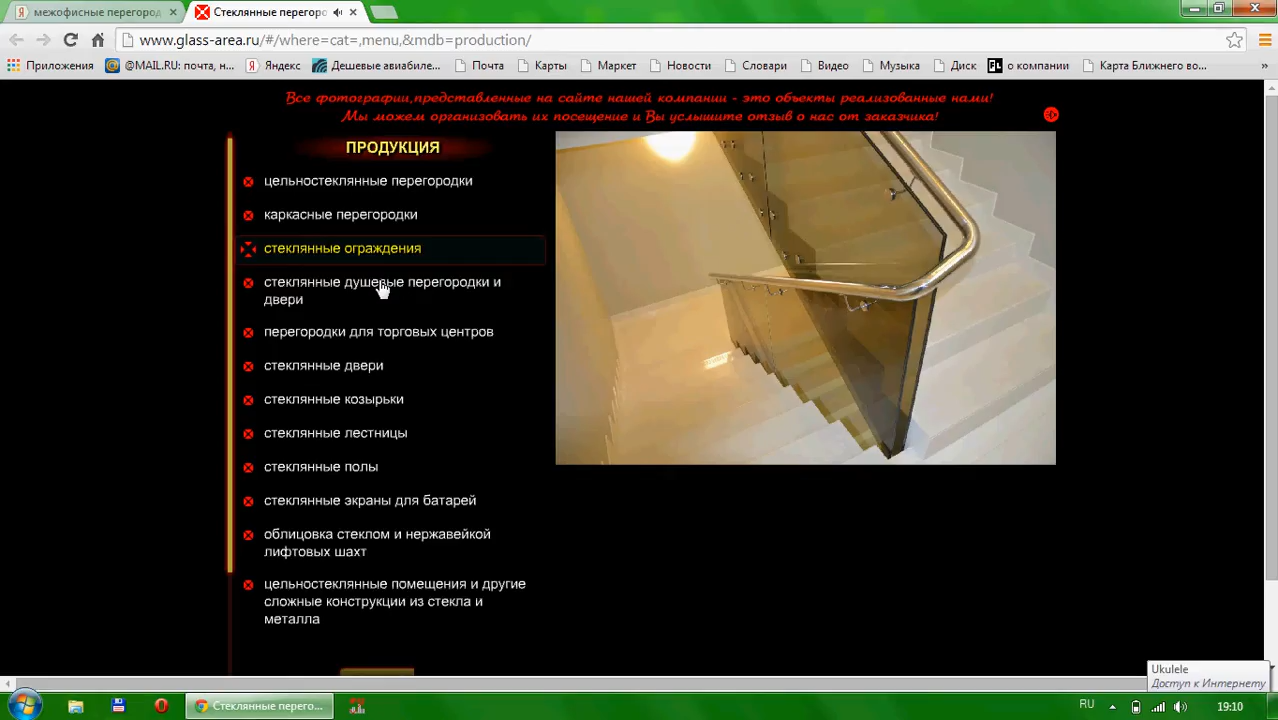 межофисные перегород
Стеклянные перегоро
www.glass-area.ru/#/where=cat=,menu,&mdb=production/
Приложения
@MAIL.RU: почта, н...
Яндекс
Дешевые авиабиле...
Почта
Карты
Маркет
Новости
Словари
Видео
Музыка
Диск
FL
о компании
Карта Ближнего во...
»
Все фотографии,представленные на сайте нашей компании - это объекты реализованные нами!
Мы можем организовать их посещение и Вы услышите отзыв о нас от заказчика!
ПРОДУКЦИЯ
цельностеклянные перегородки
каркасные перегородки
стеклянные ограждения
стеклянные душевые перегородки и
двери
перегородки для торговых центров
стеклянные двери
стеклянные козырьки
стеклянные лестницы
стеклянные полы
стеклянные экраны для батарей
облицовка стеклом и нержавейкой
лифтовых шахт
цельностеклянные помещения и другие
сложные конструкции из стекла и
металла
Ukulele
Доступ к Интернету
Стеклянные перего...
RU
19:10